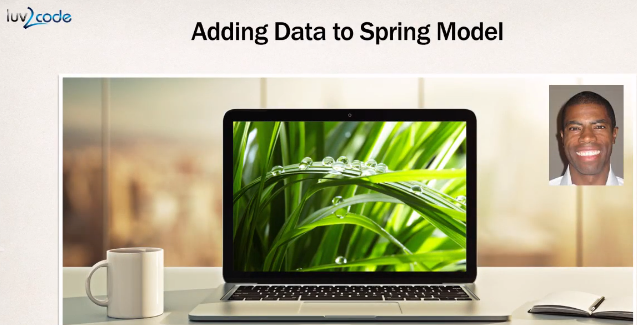 luv2code
Adding Data to Spring Model